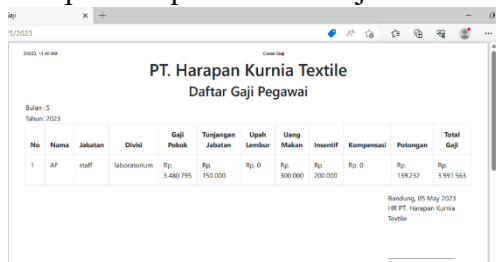 Gaji
5/2023
5/5/23, 11:40 AM
Cetak Gaji
PT. Harapan Kurnia Textile
Daftar Gaji Pegawai
Bulan :5
Tahun :2023
No Nama Jabatan Divisi Gaji Pokok Tunjangan Jabatan Upah Lembur Uang Makan Insentif Kompensasi Potongan Total Gaji
1 AF staff laboratorium Rp. 3.480.795 Rp. 150.000 Rp. 0 Rp. 300.000 Rp. 200.000 Rp. 0 Rp. 139.232 Rp. 3.991.563
Bandung, 05 May 2023
HR PT. Harapan Kurnia
Textile